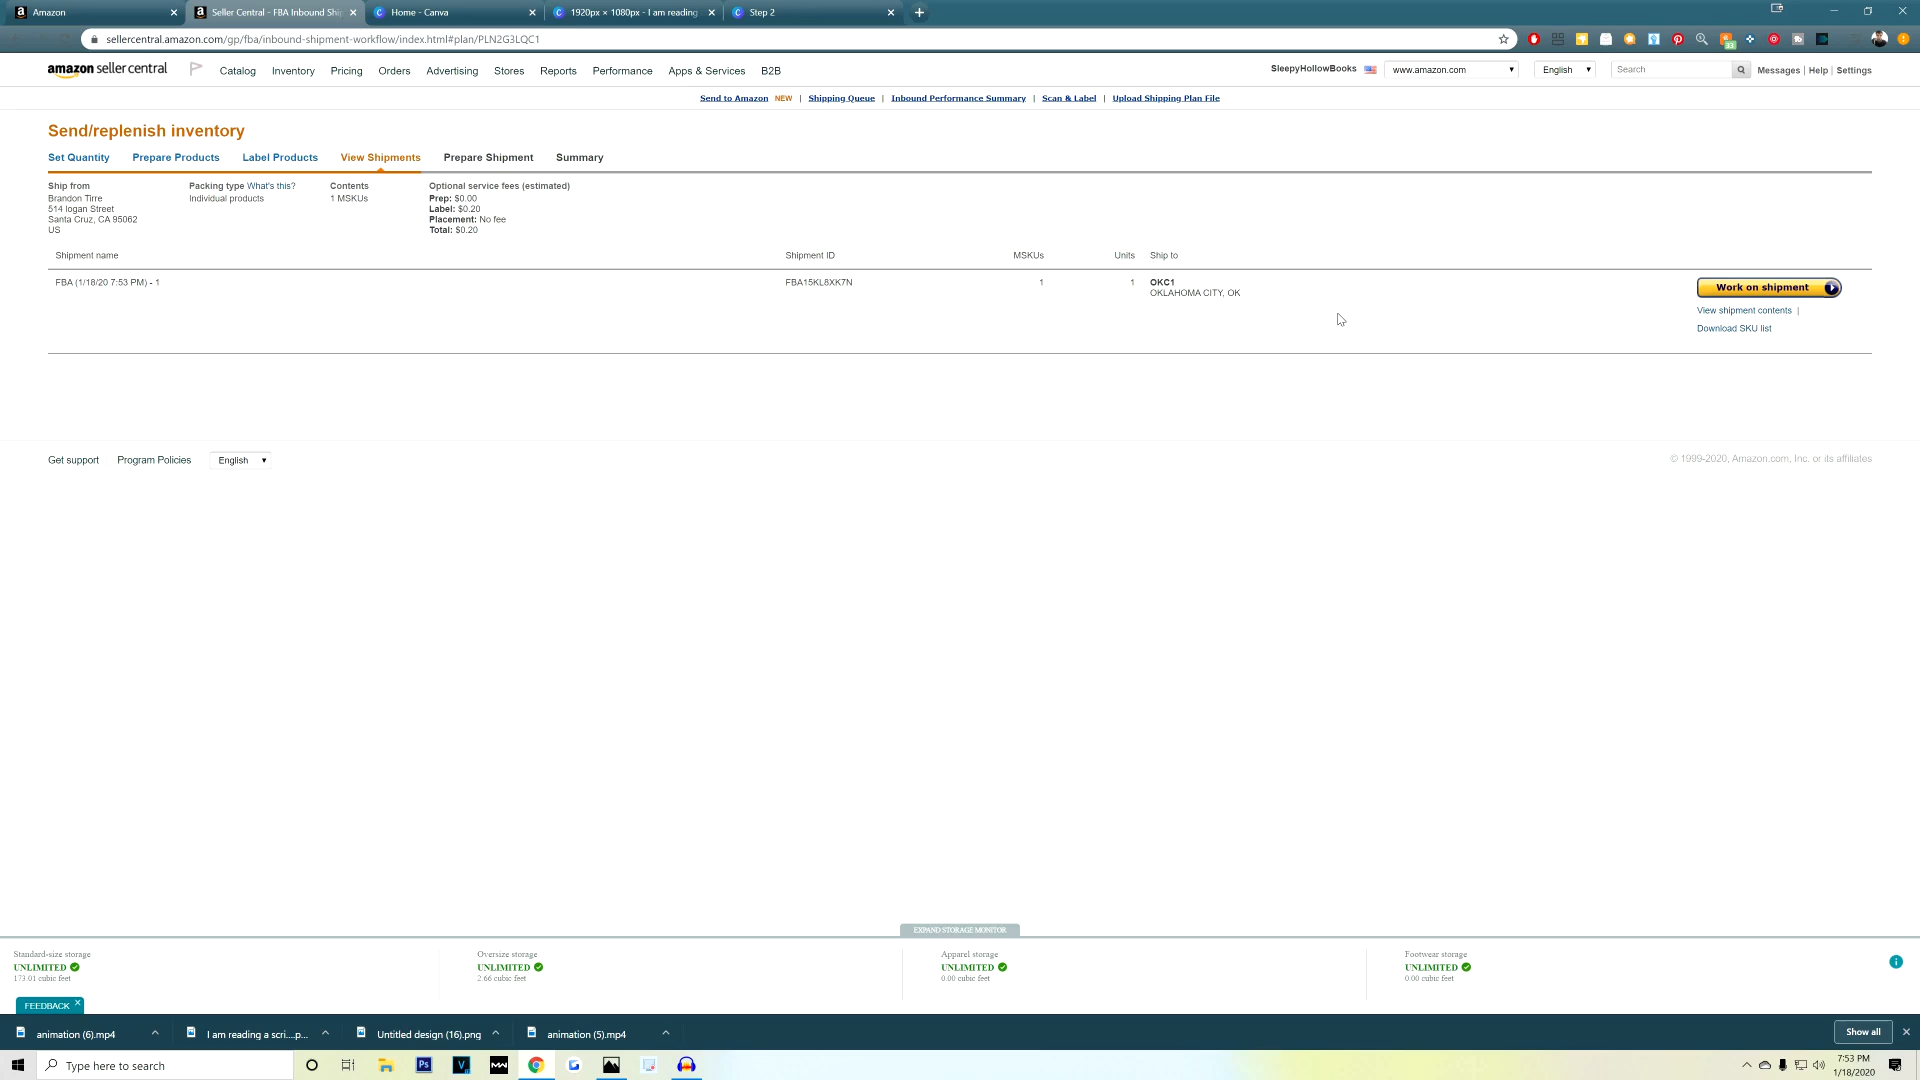 Amazon
Seller Central - FBA Inbound Shi
Home - Canva
1920px × 1080px - I am reading
Step 2
sellercentral.amazon.com/gp/fba/inbound-shipment-workflow/index.html#plan/PLN2G3LQC1
33
amazon seller central
Catalog Inventory Pricing Orders Advertising Stores Reports Performance Apps & Services B2B
SleepyHollowBooks www.amazon.com English Search Messages | Help | Settings
Send to Amazon NEW | Shipping Queue | Inbound Performance Summary | Scan & Label | Upload Shipping Plan File
Send/replenish inventory
Set Quantity Prepare Products Label Products View Shipments Prepare Shipment Summary
Ship from
Brandon Tirre
514 logan Street
Santa Cruz, CA 95062
US
Packing type What's this?
Individual products
Contents
1 MSKUs
Optional service fees (estimated)
Prep: $0.00
Label: $0.20
Placement: No fee
Total: $0.20
Shipment name Shipment ID MSKUs Units Ship to
FBA (1/18/20 7:53 PM) - 1 FBA15KL8XK7N 1 1 OKC1
OKLAHOMA CITY, OK
Work on shipment
View shipment contents |
Download SKU list
Get support Program Policies English
© 1999-2020, Amazon.com, Inc. or its affiliates
EXPAND STORAGE MONITOR
Standard-size storage
UNLIMITED
173.01 cubic feet
Oversize storage
UNLIMITED
2.66 cubic feet
Apparel storage
UNLIMITED
0.00 cubic feet
Footwear storage
UNLIMITED
0.00 cubic feet
FEEDBACK
animation (6).mp4
I am reading a scri....p...
Untitled design (16).png
animation (5).mp4
Show all
Type here to search
Ps
MW
7:53 PM
1/18/2020